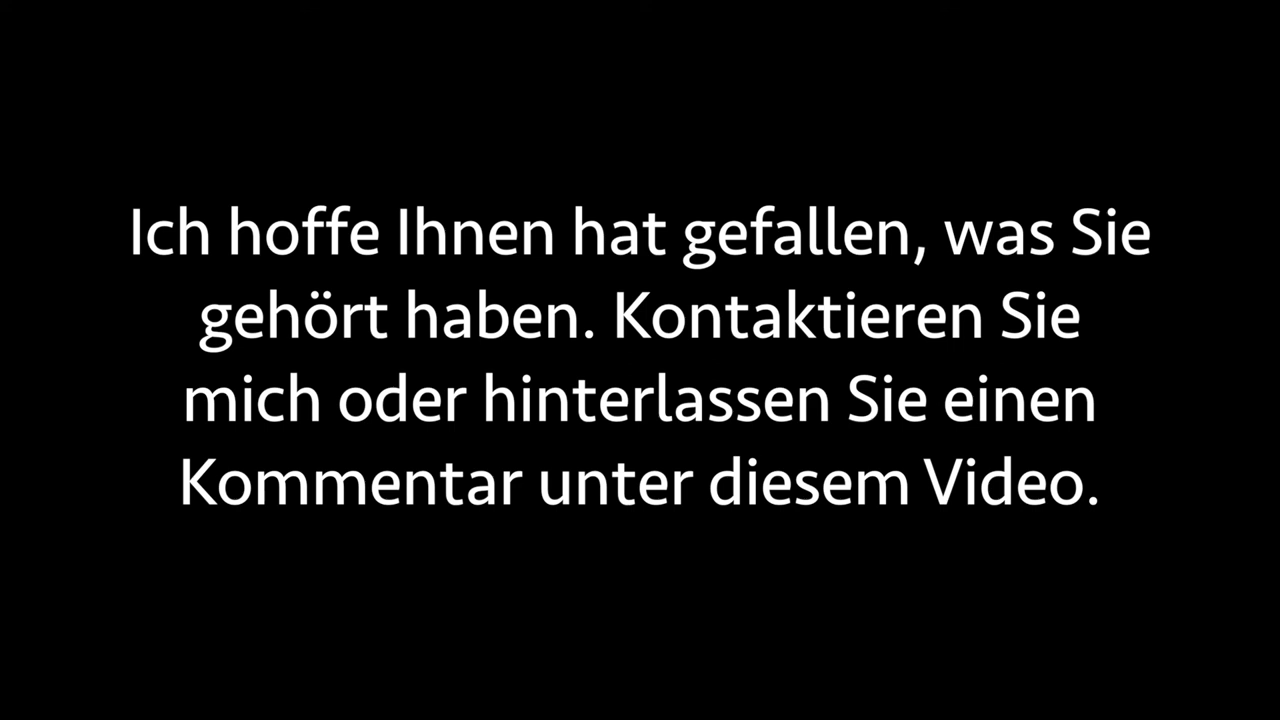 Ich hoffe Ihnen hat gefallen, was Sie
gehört haben. Kontaktieren Sie
mich oder hinterlassen Sie einen
Kommentar unter diesem Video.